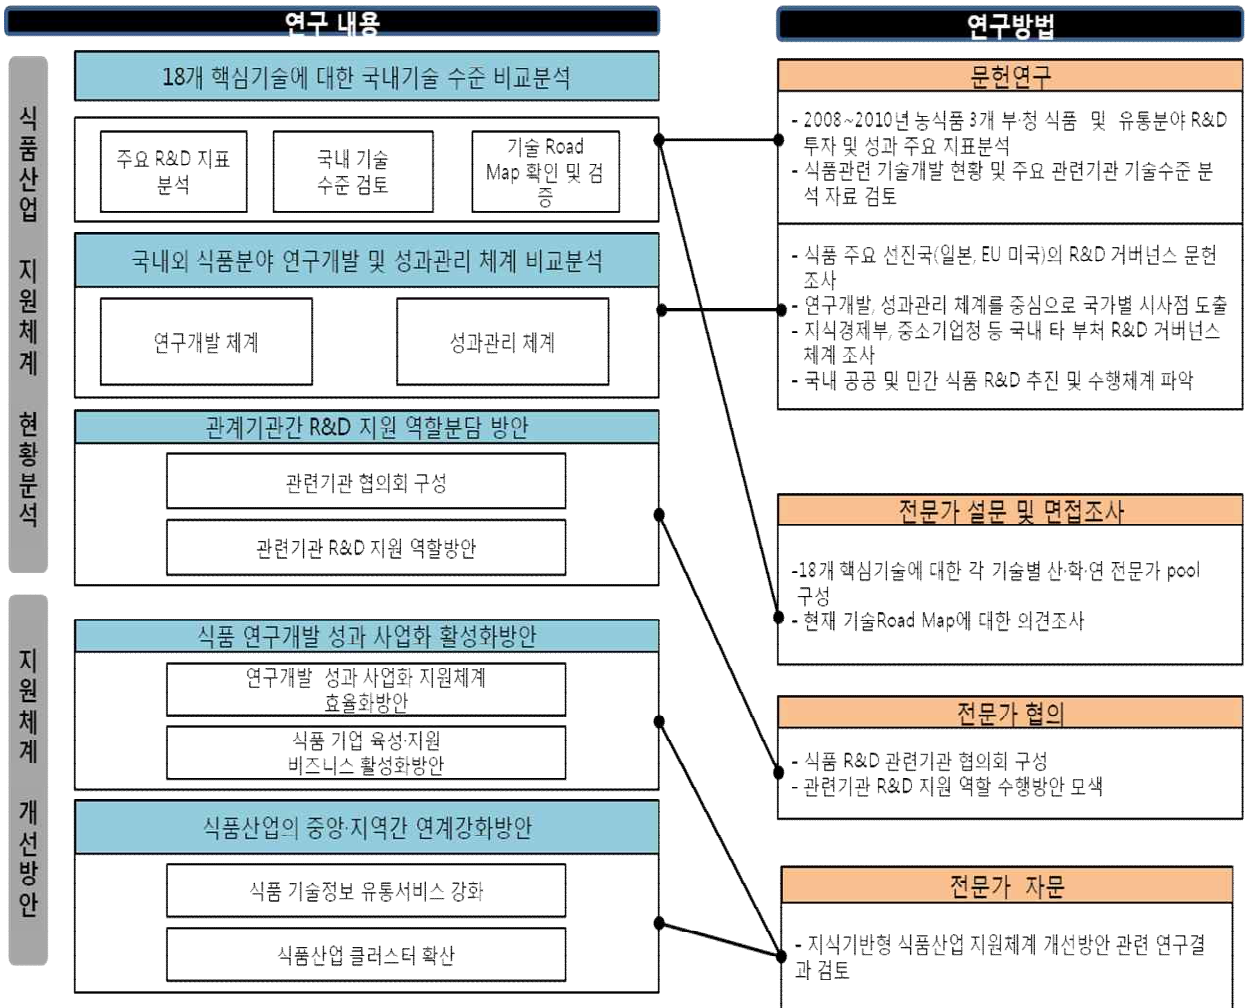 연구 내용
식품산업 지원체계 현황분석
18개 핵심기술에 대한 국내기술 수준 비교분석
주요 R&D 지표
분석
국내 기술
수준 검토
기술 Road
Map 확인 및 검
증
국내외 식품분야 연구개발 및 성과관리 체계 비교분석
연구개발 체계
성과관리 체계
관계기관간 R&D 지원 역할분담 방안
관련기관 협의회 구성
관련기관 R&D 지원 역할방안
지원체계 개선방안
식품 연구개발 성과 사업화 활성화방안
연구개발 성과 사업화 지원체계
효율화방안
식품 기업 육성·지원
비즈니스 활성화방안
식품산업의 중앙·지역간 연계강화방안
식품 기술정보 유통서비스 강화
식품산업 클러스터 확산
연구방법
문헌연구
- 2008~2010년 농식품 3개 부·청 식품 및 유통분야 R&D
투자 및 성과 주요 지표분석
- 식품관련 기술개발 현황 및 주요 관련기관 기술수준 분
석 자료 검토
- 식품 주요 선진국(일본, EU 미국)의 R&D 거버넌스 문헌
조사
- 연구개발, 성과관리 체계를 중심으로 국가별 시사점 도출
- 지식경제부, 중소기업청 등 국내 타 부처 R&D 거버넌스
체계 조사
- 국내 공공 및 민간 식품 R&D 추진 및 수행체계 파악
전문가 설문 및 면접조사
-18개 핵심기술에 대한 각 기술별 산·학·연 전문가 pool
구성
- 현재 기술Road Map에 대한 의견조사
전문가 협의
- 식품 R&D 관련기관 협의회 구성
- 관련기관 R&D 지원 역할 수행방안 모색
전문가 자문
- 지식기반형 식품산업 지원체계 개선방안 관련 연구결
과 검토